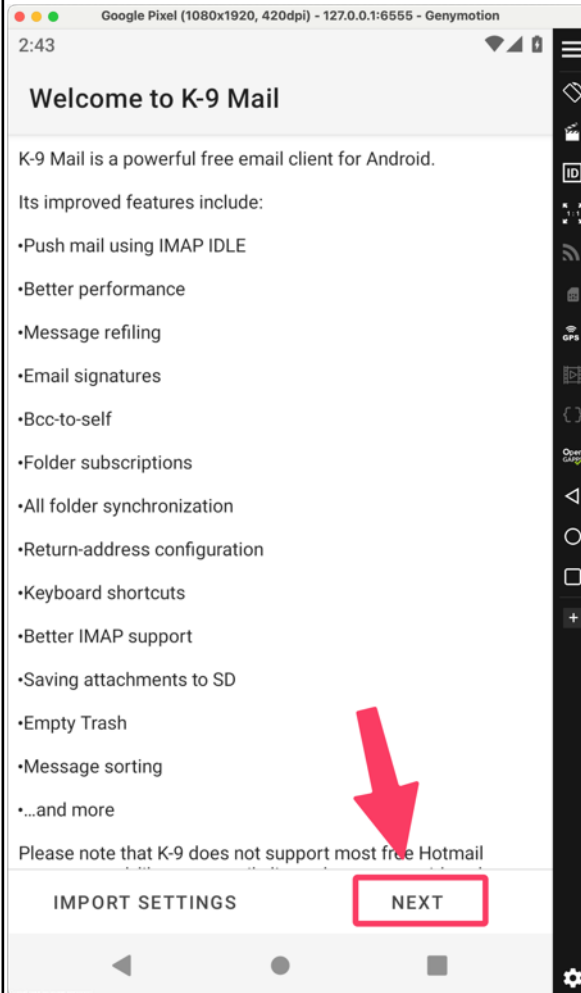 Google Pixel (1080x1920, 420dpi) - 127.0.0.1:6555 - Genymotion
2:43
Welcome to K-9 Mail
K-9 Mail is a powerful free email client for Android.
Its improved features include:
•Push mail using IMAP IDLE
•Better performance
•Message refiling
•Email signatures
•Bcc-to-self
•Folder subscriptions
•All folder synchronization
•Return-address configuration
•Keyboard shortcuts
•Better IMAP support
•Saving attachments to SD
•Empty Trash
•Message sorting
•…and more
Please note that K-9 does not support most free Hotmail
IMPORT SETTINGS
NEXT
ID
1:1
GPS
Open
GAPPS